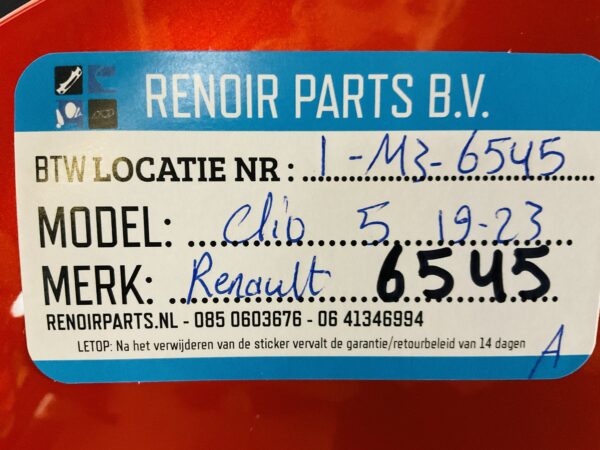 RENOIR PARTS B.V.
BTW LOCATIE NR : 1-M3-6545
MODEL: Clio 5 19-23
MERK: Renault 6545
RENOIRPARTS.NL - 085 0603676 - 06 41346994
LETOP: Na het verwijderen van de sticker vervalt de garantie/retourbeleid van 14 dagen
A